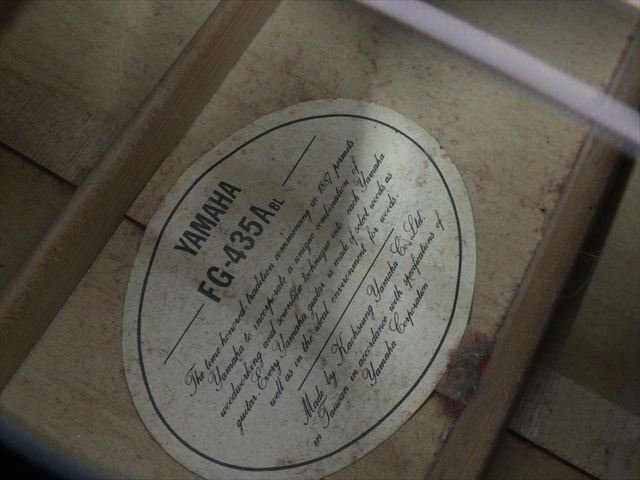 YAMAHA
FG-435A BL
The time honored tradition commencing in 1887 permits
Yamaha to incorporate a unique combination of
woodworking and scientific technique into each Yamaha
guitar. Every Yamaha guitar is made of select woods as
well as in the ideal environment for woods.
Made by Kaohsiung Yamaha Co., Ltd.
in Taiwan in accordance with specifications of
Yamaha Corporation